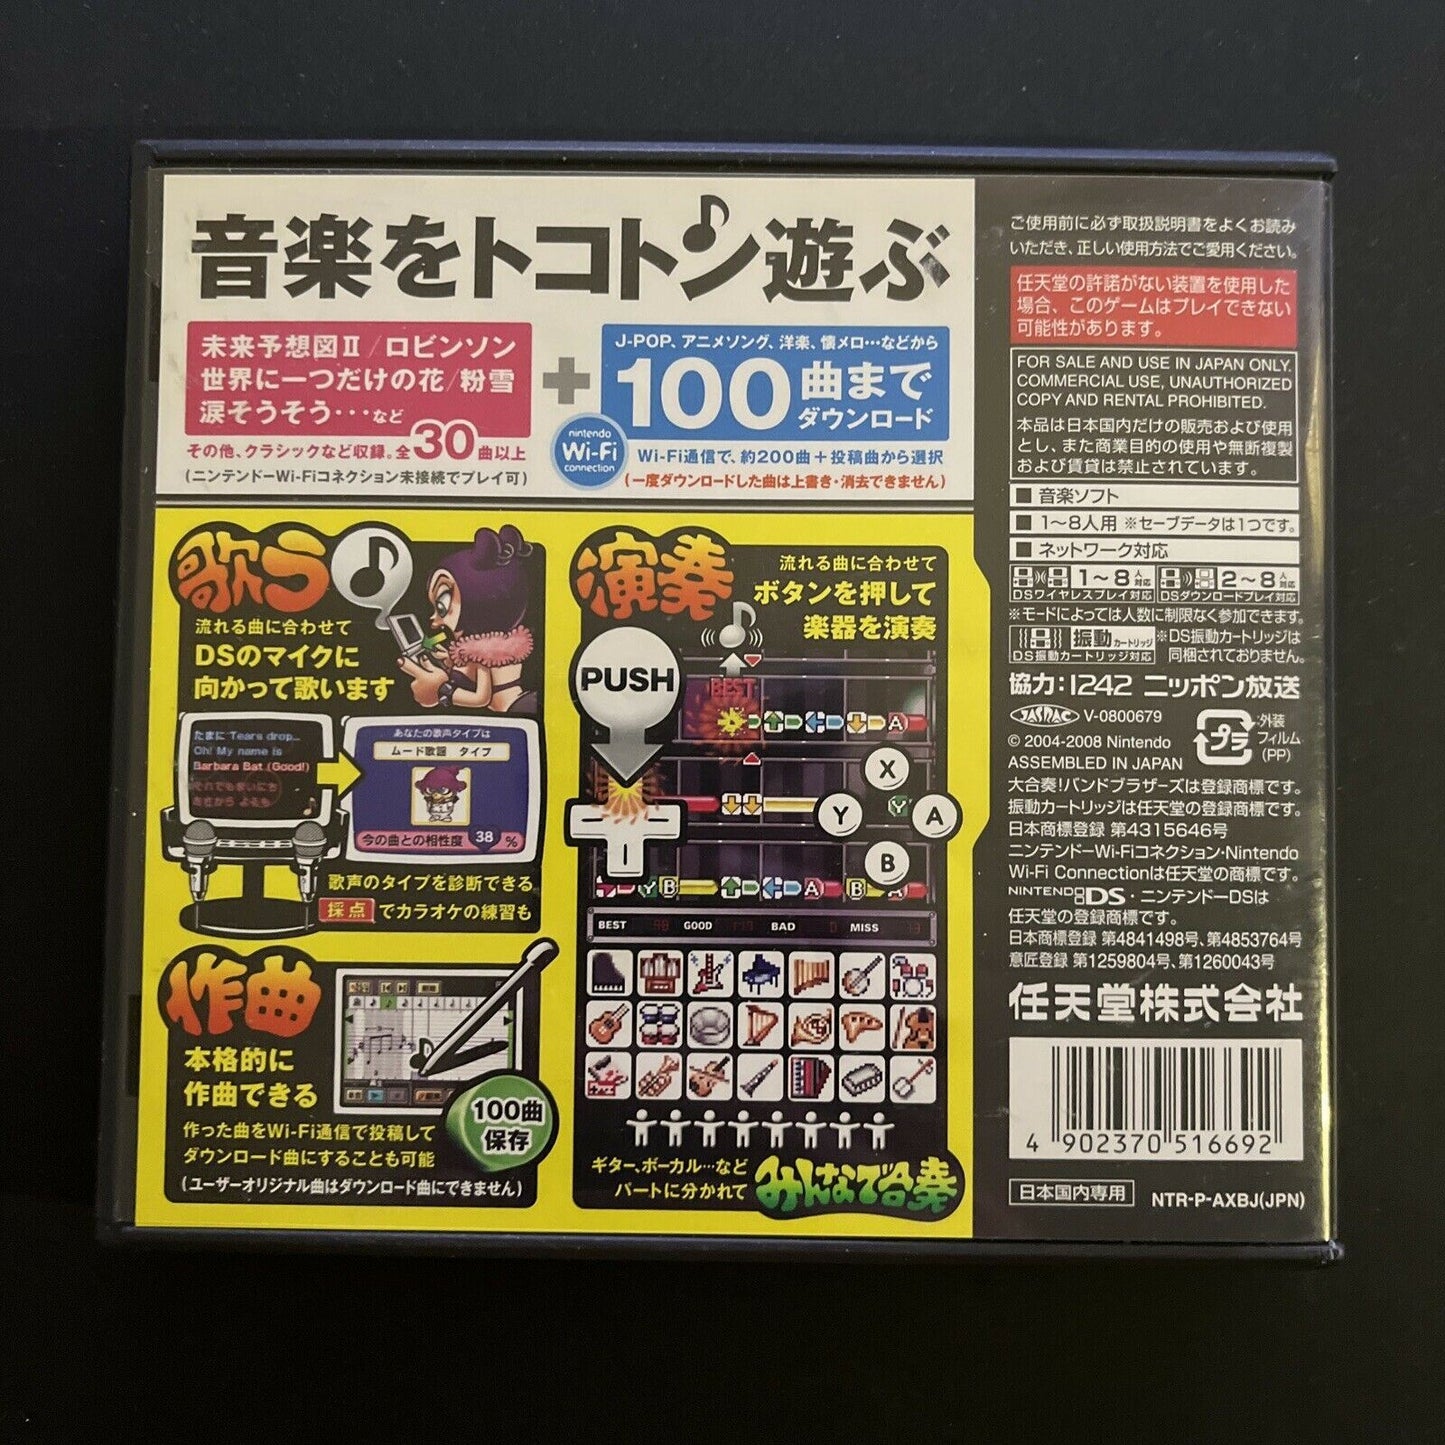 音楽をトコトン遊ぶ
未来予想図Ⅱ/ロビンソン
世界に一つだけの花/粉雪
涙そうそう…など
その他、クラシックなど収録。全30曲以上
(ニンテンドーWi-Fiコネクション未接続でプレイ可)
J-POP、アニメソング、洋楽、懐メロ…などから
100曲まで
ダウンロード
nintendo
Wi-Fi
connection
Wi-Fi通信で、約200曲+投稿曲から選択
(一度ダウンロードした曲は上書き・消去できません)
歌う
流れる曲に合わせて
DSのマイクに
向かって歌います
たまに Tears drop...
Oh! My name is
Barbara Bat (Good!)
それでもまいにち
あなたの歌声タイプは
ムード歌謡 タイプ
今の曲との相性度 38 %
歌声のタイプを診断できる
採点でカラオケの練習も
作曲
本格的に
作曲できる
100曲
保存
作った曲をWi-Fi通信で投稿して
ダウンロード曲にすることも可能
(ユーザーオリジナル曲はダウンロード曲にできません)
演奏
流れる曲に合わせて
ボタンを押して
楽器を演奏
PUSH
BEST
A
X
Y
Y
A
B
Y B A B A
BEST GOOD BAD MISS
ギター、ボーカル…など
パートに分かれて
みんなで合奏
ご使用前に必ず取扱説明書をよくお読み
いただき、正しい使用方法でご愛用ください。
任天堂の許諾がない装置を使用した
場合、このゲームはプレイできない
可能性があります。
FOR SALE AND USE IN JAPAN ONLY.
COMMERCIAL USE, UNAUTHORIZED
COPY AND RENTAL PROHIBITED.
本品は日本国内だけの販売および使用
とし、また商業目的の使用や無断複製
および賃貸は禁止されています。
■ 音楽ソフト
■ 1〜8人用 ※セーブデータは1つです。
■ ネットワーク対応
1〜8人対応
DSワイヤレスプレイ対応
2〜8人対応
DSダウンロードプレイ対応
※モードによっては人数に制限なく参加できます。
振動カートリッジ
DS振動カートリッジ対応
※DS振動カートリッジは
同梱されておりません。
協力:1242 ニッポン放送
JASRAC V-0800679
© 2004-2008 Nintendo
ASSEMBLED IN JAPAN
プラ
外装
フィルム
(PP)
大合奏!バンドブラザーズは登録商標です。
振動カートリッジは任天堂の登録商標です。
日本商標登録 第4315646号
ニンテンドーWi-Fiコネクション・Nintendo
Wi-Fi Connectionは任天堂の商標です。
NINTENDO DS・ニンテンドーDSは
任天堂の登録商標です。
日本商標登録 第4841498号、第4853764号
意匠登録 第1259804号、第1260043号
任天堂株式会社
4 902370 516692
日本国内専用
NTR-P-AXBJ(JPN)